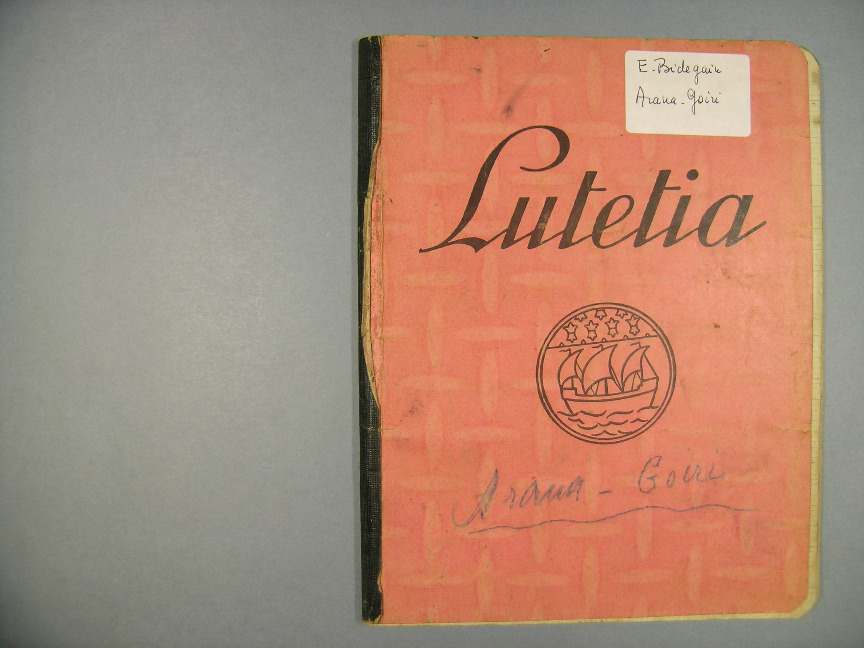 E. Bidegain
Arana-Goiri
Lutetia
Arana - Goiri